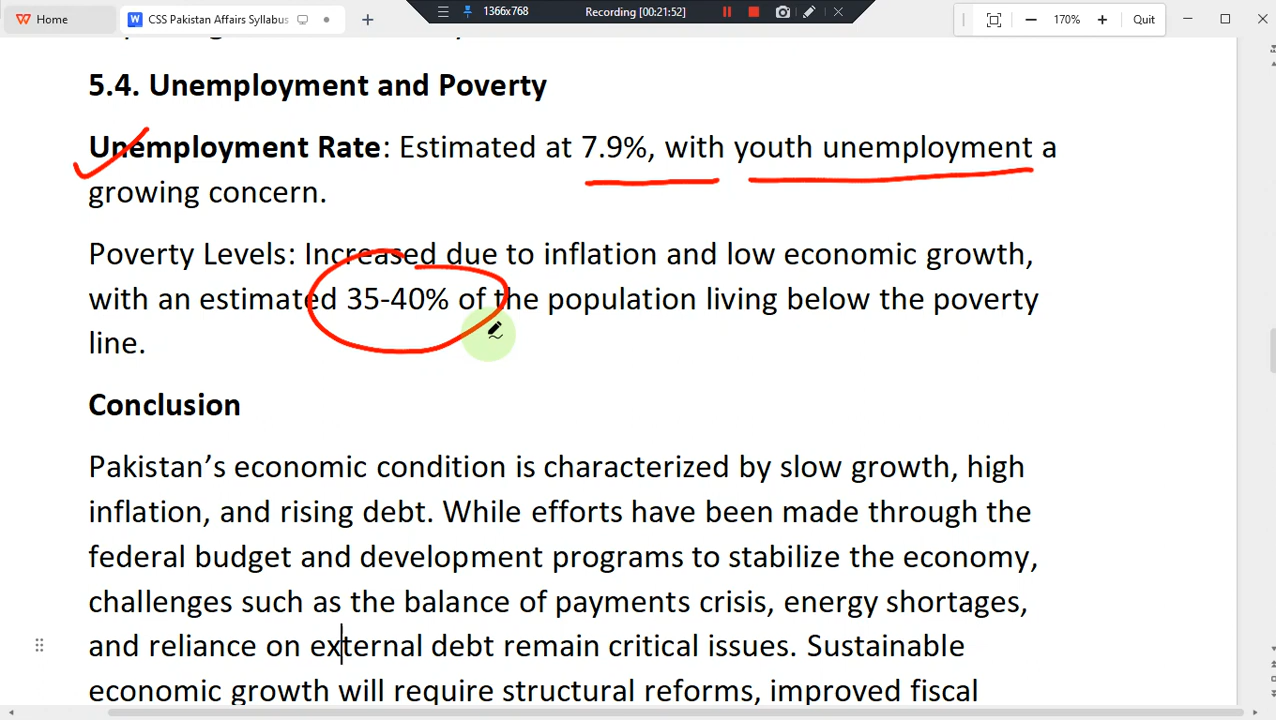 Home
CSS Pakistan Affairs Syllabus
1366x768
Recording [00:21:52]
170%
Quit
5.4. Unemployment and Poverty
Unemployment Rate: Estimated at 7.9%, with youth unemployment a
growing concern.
Poverty Levels: Increased due to inflation and low economic growth,
with an estimated 35-40% of the population living below the poverty
line.
Conclusion
Pakistan’s economic condition is characterized by slow growth, high
inflation, and rising debt. While efforts have been made through the
federal budget and development programs to stabilize the economy,
challenges such as the balance of payments crisis, energy shortages,
and reliance on external debt remain critical issues. Sustainable
economic growth will require structural reforms, improved fiscal